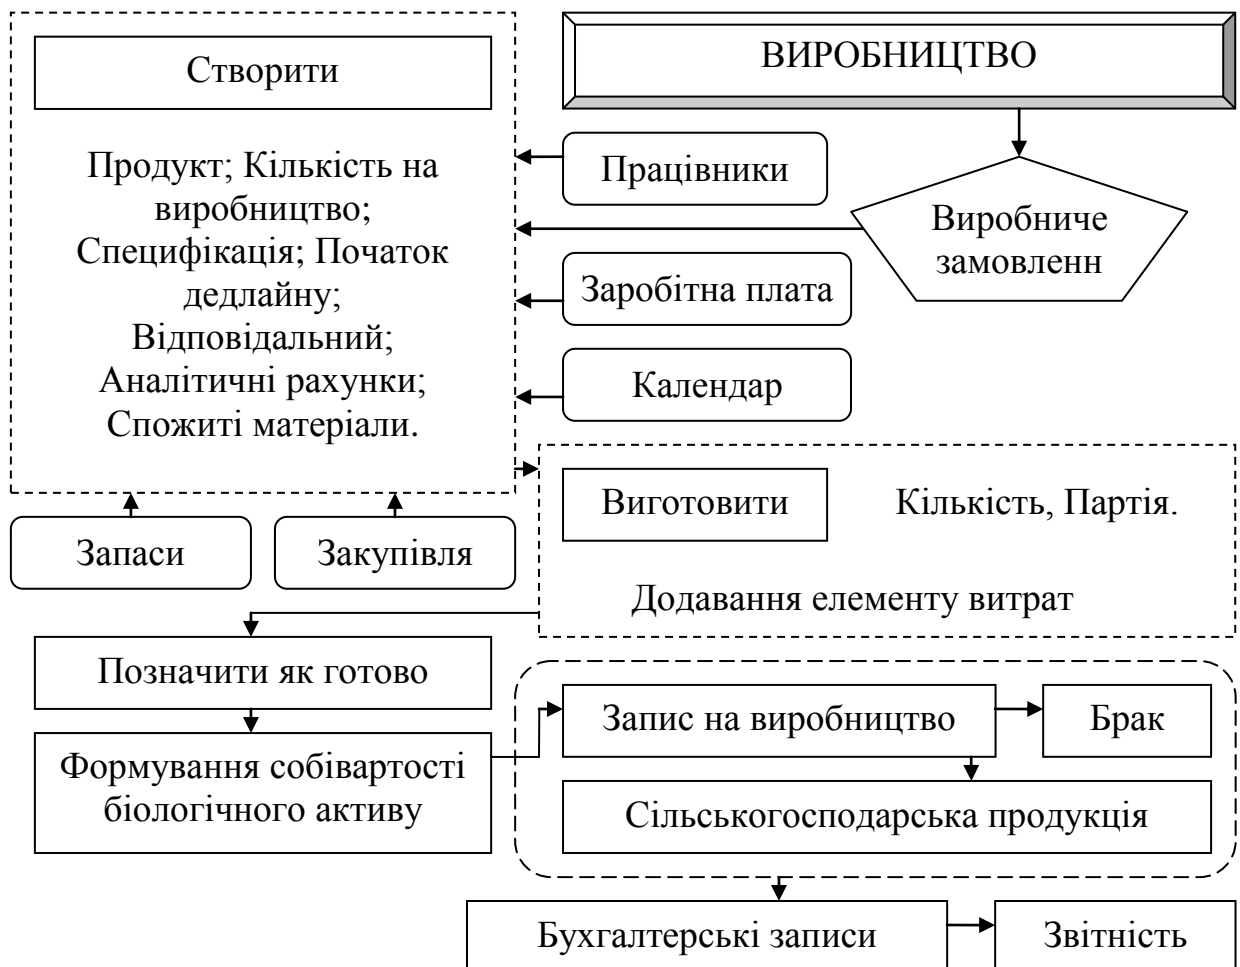 Створити
ВИРОБНИЦТВО
Продукт; Кількість на
виробництво;
Специфікація; Початок
дедлайну;
Відповідальний;
Аналітичні рахунки;
Спожиті матеріали.
Працівники
Виробниче
замовленн
Заробітна плата
Календар
Виготовити
Кількість, Партія.
Запаси
Закупівля
Додавання елементу витрат
Позначити як готово
Запис на виробництво
Брак
Формування собівартості
біологічного активу
Сільськогосподарська продукція
Бухгалтерські записи
Звітність